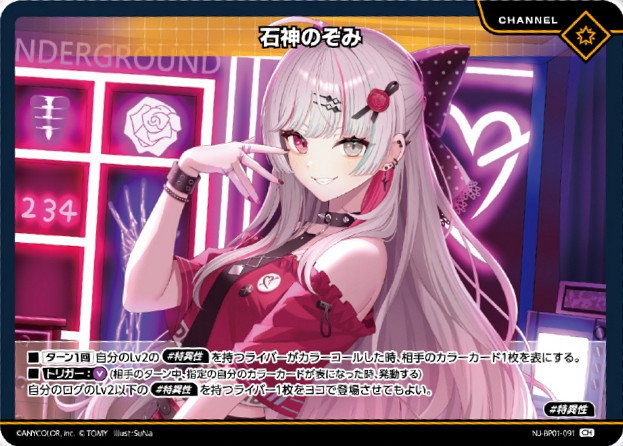 CHANNEL
石神のぞみ
NDERGROUND
234
■ ターン1回 自分のLv2の #特異性 を持つライバーがカラーコールした時、相手のカラーカード1枚を表にする。
■ トリガー: (相手のターン中、指定の自分のカラーカードが表になった時、発動する)
自分のログのLv2以下の #特異性 を持つライバー1枚をヨコで登場させてもよい。
#特異性
©ANYCOLOR, Inc. © TOMY Illust:SuNa
NJ-BP01-091 CH